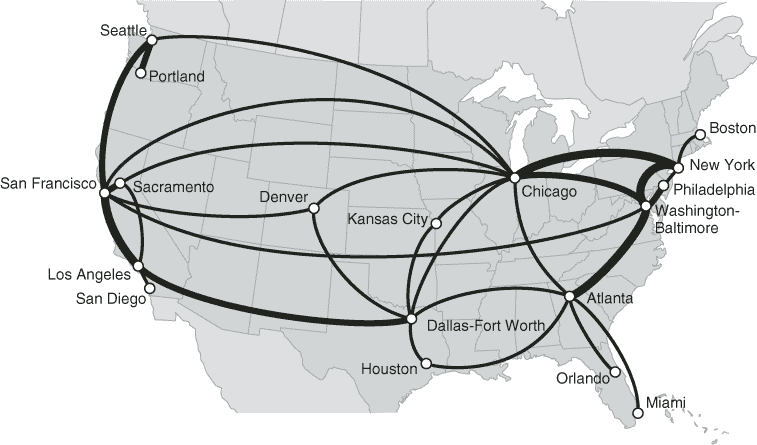 Seattle
Portland
Boston
New York
San Francisco
Sacramento
Chicago
Philadelphia
Denver
Kansas City
Washington-
Baltimore
Los Angeles
San Diego
Atlanta
Dallas-Fort Worth
Houston
Orlando
Miami